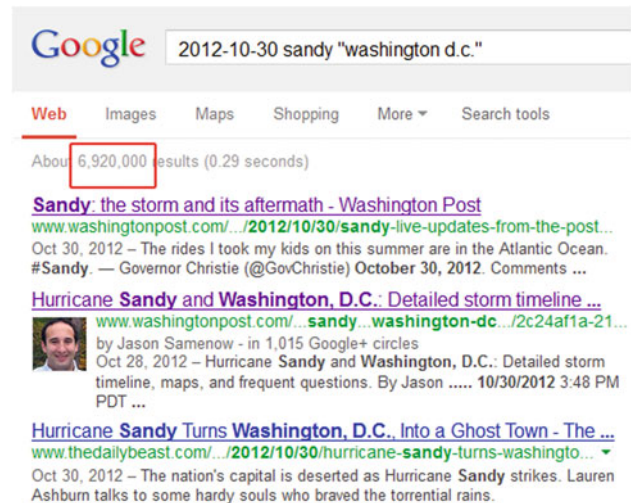 Google 2012-10-30 sandy "washington d.c."
Web Images Maps Shopping More Search tools
About 6,920,000 results (0.29 seconds)
Sandy: the storm and its aftermath - Washington Post
www.washingtonpost.com/.../2012/10/30/sandy-live-updates-from-the-post...
Oct 30, 2012 – The rides I took my kids on this summer are in the Atlantic Ocean.
#Sandy. — Governor Christie (@GovChristie) October 30, 2012. Comments ...
Hurricane Sandy and Washington, D.C.: Detailed storm timeline ...
www.washingtonpost.com/...sandy...washington-dc.../2c24af1a-21...
by Jason Samenow - in 1,015 Google+ circles
Oct 28, 2012 – Hurricane Sandy and Washington, D.C.: Detailed storm
timeline, maps, and frequent questions. By Jason ..... 10/30/2012 3:48 PM
PDT ...
Hurricane Sandy Turns Washington, D.C., Into a Ghost Town - The ...
www.thedailybeast.com/.../2012/10/30/hurricane-sandy-turns-washingto...
Oct 30, 2012 – The nation's capital is deserted as Hurricane Sandy strikes. Lauren
Ashburn talks to some hardy souls who braved the torrential rains.